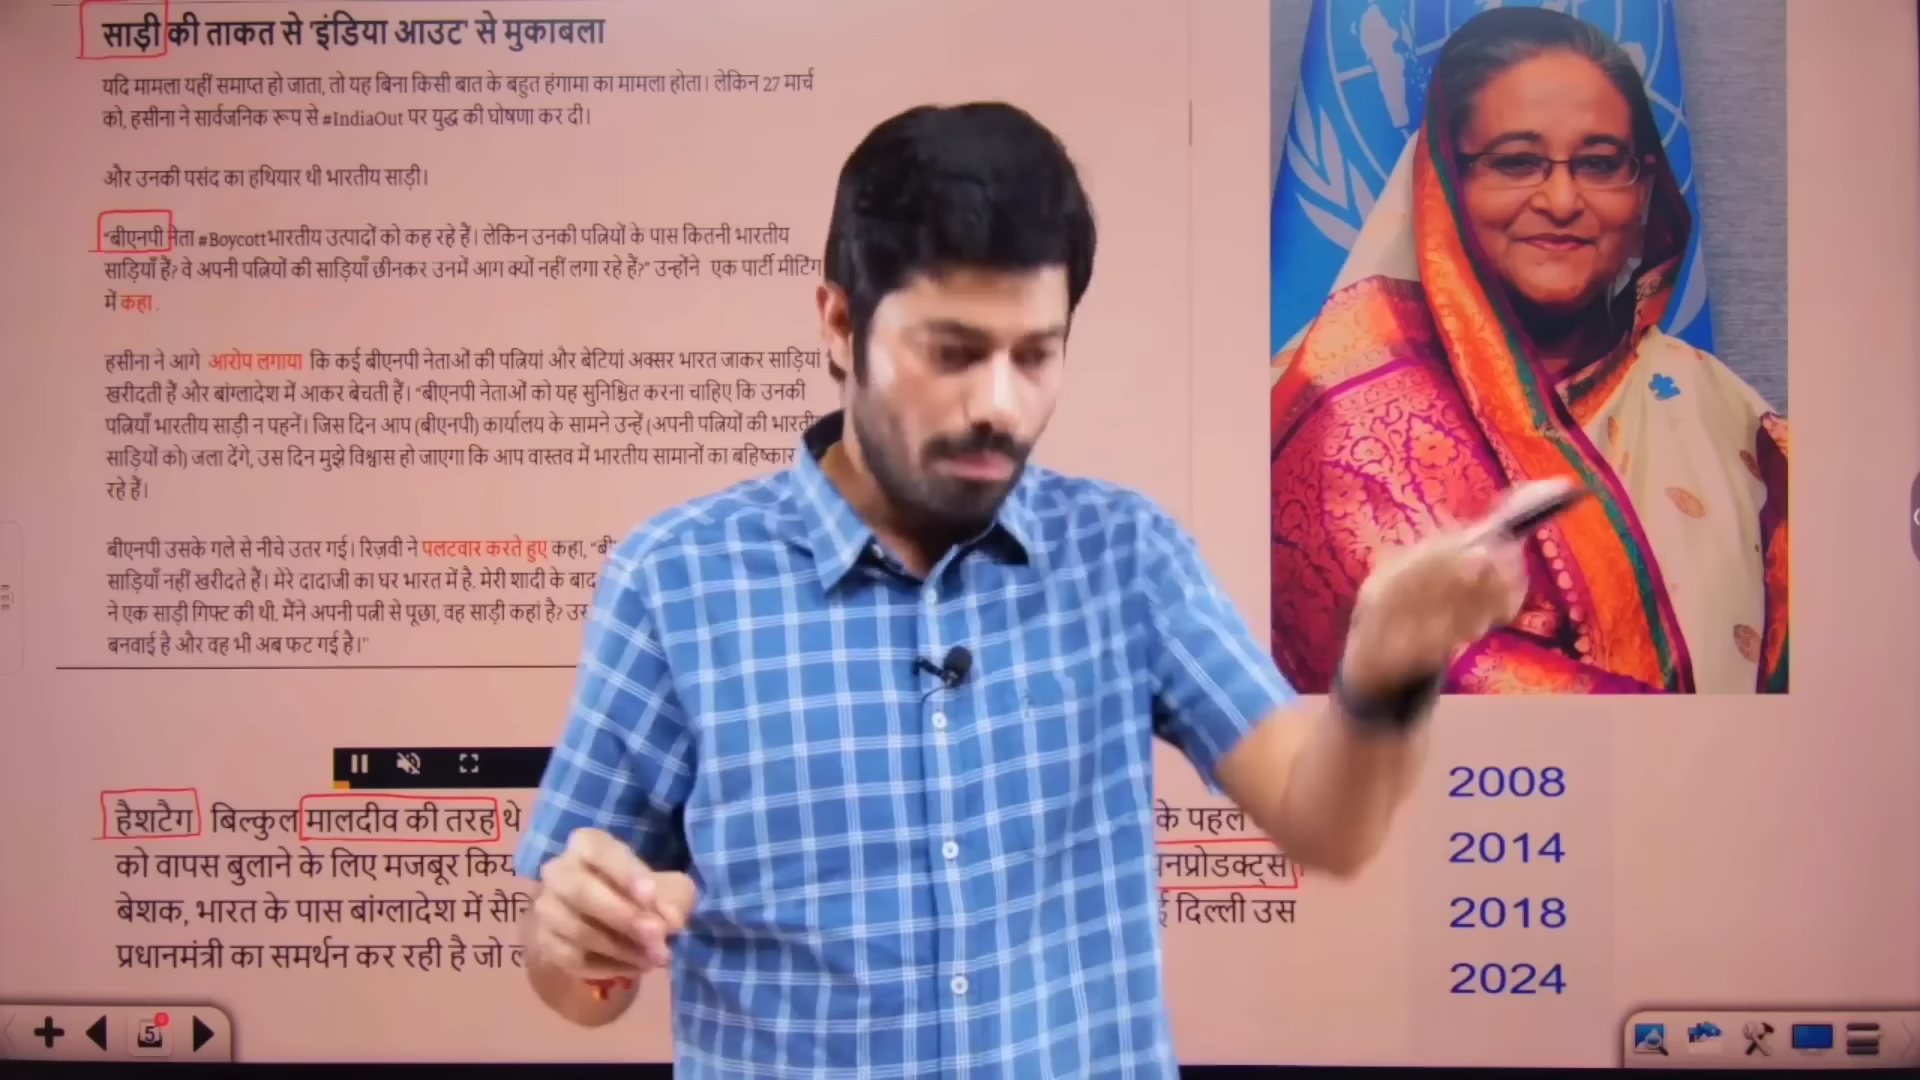 साड़ी की ताकत से 'इंडिया आउट' से मुकाबला
यदि मामला यहीं समाप्त हो जाता, तो यह बिना किसी बात के बहुत हंगामा का मामला होता। लेकिन 27 मार्च
को, हसीना ने सार्वजनिक रूप से #IndiaOut पर युद्ध की घोषणा कर दी।
और उनकी पसंद का हथियार थी भारतीय साड़ी।
"बीएनपी नेता #Boycottभारतीय उत्पादों को कह रहे हैं। लेकिन उनकी पत्नियों के पास कितनी भारतीय
साड़ियाँ हैं? वे अपनी पत्नियों की साड़ियाँ छीनकर उनमें आग क्यों नहीं लगा रहे हैं?" उन्होंने एक पार्टी मीटिंग
में कहा .
हसीना ने आगे आरोप लगाया कि कई बीएनपी नेताओं की पत्नियां और बेटियां अक्सर भारत जाकर साड़ियां
खरीदती हैं और बांग्लादेश में आकर बेचती हैं। "बीएनपी नेताओं को यह सुनिश्चित करना चाहिए कि उनकी
पत्नियाँ भारतीय साड़ी न पहनें। जिस दिन आप (बीएनपी) कार्यालय के सामने उन्हें (अपनी पत्नियों की
साड़ियों को) जला देंगे, उस दिन मुझे विश्वास हो जाएगा कि आप वास्तव में भारतीय सामानों का बहिष्कार
रहे हैं।
बीएनपी उसके गले से नीचे उतर गई। रिज़वी ने पलटवार करते हुए कहा,
साड़ियाँ नहीं खरीदते हैं। मेरे दादाजी का घर भारत में है. मेरी शादी के बाद
ने एक साड़ी गिफ्ट की थी. मैंने अपनी पत्नी से पूछा, वह साड़ी कहां है?
बनवाई है और वह भी अब फट गई है।"
हैशटैग बिल्कुल मालदीव की तरह थे के पहले
को वापस बुलाने के लिए मजबूर
बेशक, भारत के पास बांग्लादेश में दिल्ली उस
प्रधानमंत्री का समर्थन कर रही है जो
2008
2014
2018
2024
5